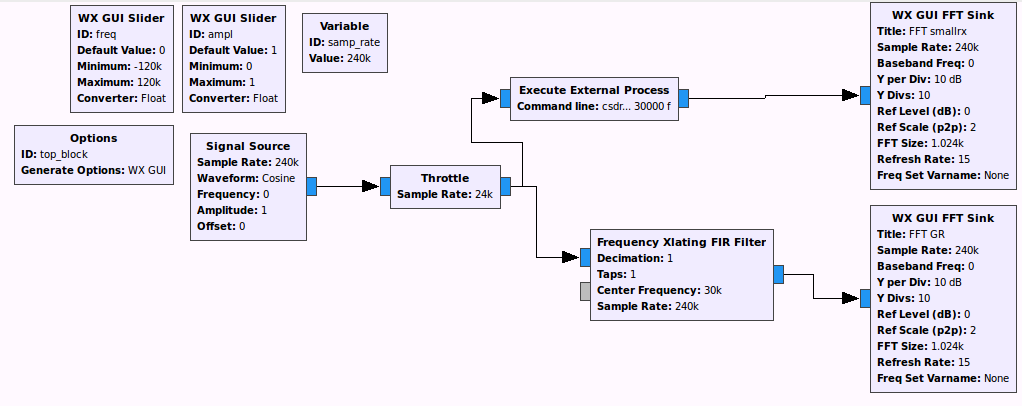 WX GUI Slider
ID: freq
Default Value: 0
Minimum: -120k
Maximum: 120k
Converter: Float
WX GUI Slider
ID: ampl
Default Value: 1
Minimum: 0
Maximum: 1
Converter: Float
Variable
ID: samp_rate
Value: 240k
WX GUI FFT Sink
Title: FFT smallrx
Sample Rate: 240k
Baseband Freq: 0
Y per Div: 10 dB
Y Divs: 10
Ref Level (dB): 0
Ref Scale (p2p): 2
FFT Size: 1.024k
Refresh Rate: 15
Freq Set Varname: None
Execute External Process
Command line: csdr... 30000 f
Options
ID: top_block
Generate Options: WX GUI
Signal Source
Sample Rate: 240k
Waveform: Cosine
Frequency: 0
Amplitude: 1
Offset: 0
Throttle
Sample Rate: 24k
Frequency Xlating FIR Filter
Decimation: 1
Taps: 1
Center Frequency: 30k
Sample Rate: 240k
WX GUI FFT Sink
Title: FFT GR
Sample Rate: 240k
Baseband Freq: 0
Y per Div: 10 dB
Y Divs: 10
Ref Level (dB): 0
Ref Scale (p2p): 2
FFT Size: 1.024k
Refresh Rate: 15
Freq Set Varname: None